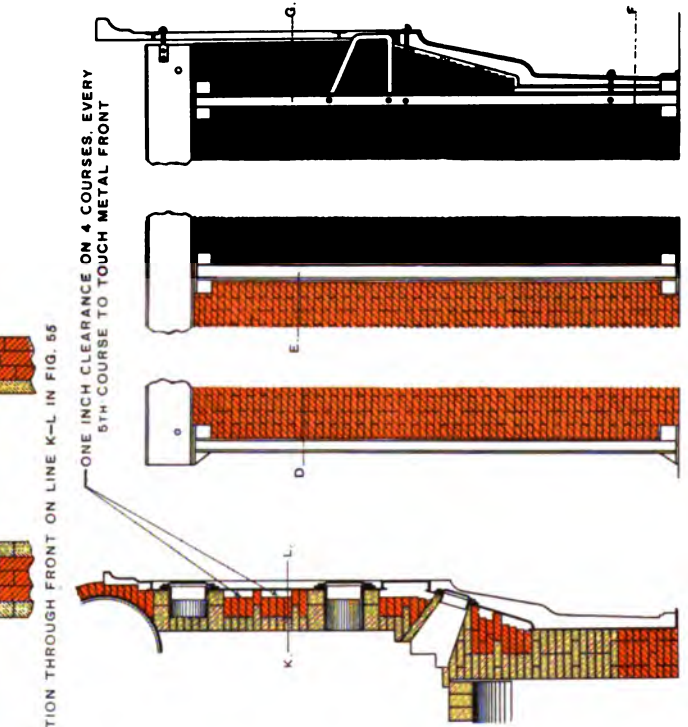 TION THROUGH FRONT ON LINE K-L IN FIG. 55
ONE INCH CLEARANCE ON 4 COURSES. EVERY
5TH COURSE TO TOUCH METAL FRONT
G.
F.
E.
D
K.
L.